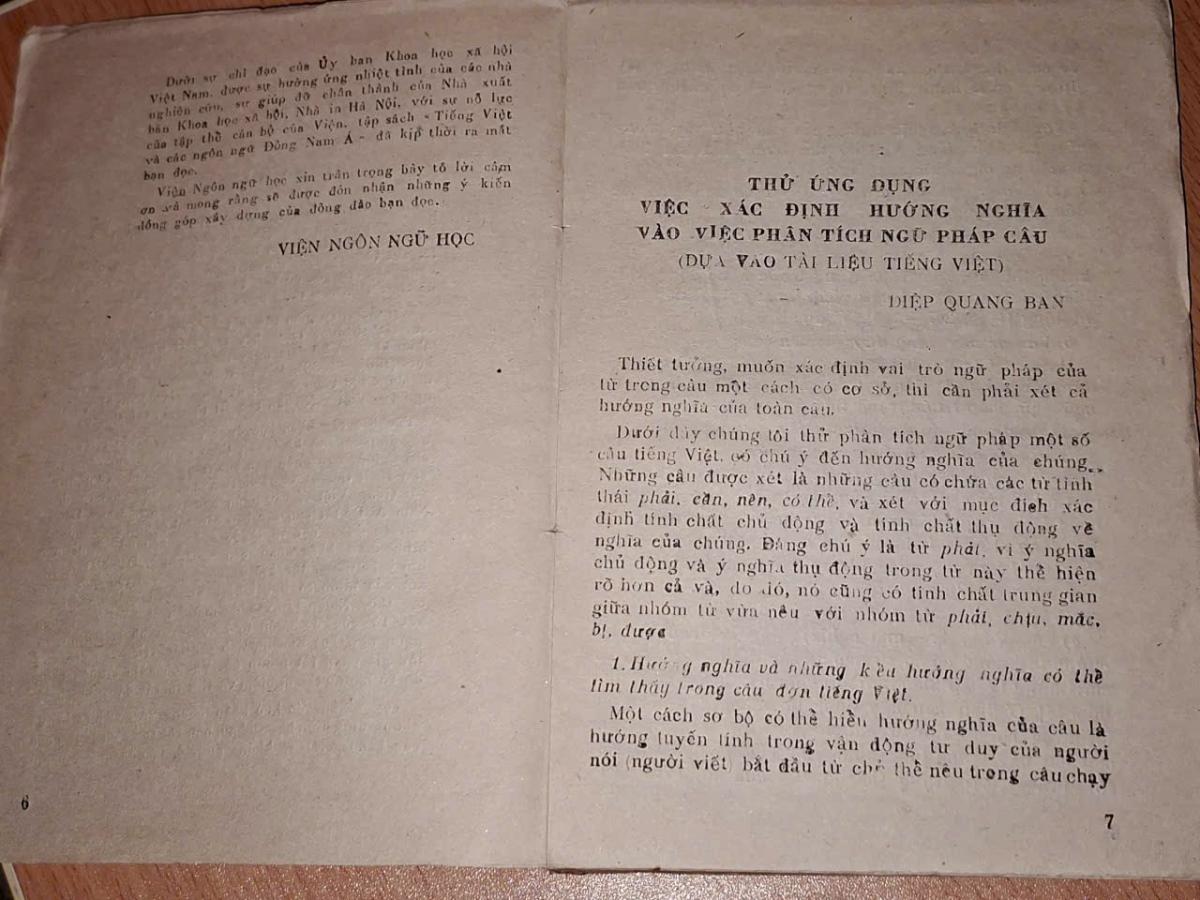 Dưới sự chỉ đạo của Ủy ban Khoa học xã hội
Việt Nam, được sự hưởng ứng nhiệt tình của các nhà
nghiên cứu, sự giúp đỡ chân thành của Nhà xuất
bản Khoa học xã hội, Nhà in Hà Nội, với sự nỗ lực
của tập thể cán bộ của Viện, tập sách «Tiếng Việt
và các ngôn ngữ Đông Nam Á» đã kịp thời ra mắt
bạn đọc.
Viện Ngôn ngữ học xin trân trọng bày tỏ lời cảm
ơn và mong rằng sẽ được đón nhận những ý kiến
đóng góp xây dựng của đông đảo bạn đọc.
VIỆN NGÔN NGỮ HỌC
6
THỬ ỨNG DỤNG
VIỆC XÁC ĐỊNH HƯỚNG NGHĨA
VÀO VIỆC PHÂN TÍCH NGỮ PHÁP CÂU
(DỰA VÀO TÀI LIỆU TIẾNG VIỆT)
DIỆP QUANG BAN
Thiết tưởng, muốn xác định vai trò ngữ pháp của
từ trong câu một cách có cơ sở, thì cần phải xét cả
hướng nghĩa của toàn câu.
Dưới đây chúng tôi thử phân tích ngữ pháp một số
câu tiếng Việt, có chú ý đến hướng nghĩa của chúng.
Những câu được xét là những câu có chứa các từ tình
thái phải, cần, nên, có thể, và xét với mục đích xác
định tính chất chủ động và tính chất thụ động về
nghĩa của chúng. Đáng chú ý là từ phải, vì ý nghĩa
chủ động và ý nghĩa thụ động trong từ này thể hiện
rõ hơn cả và, do đó, nó cũng có tính chất trung gian
giữa nhóm từ vừa nêu với nhóm từ phải, chịu, mắc,
bị, được
1. Hướng nghĩa và những kểu hướng nghĩa có thể
tìm thấy trong câu đơn tiếng Việt.
Một cách sơ bộ có thể hiểu hướng nghĩa của câu là
hướng tuyến tính trong vận động tư duy của người
nói (người viết) bắt đầu từ chủ thể nêu trong câu chạy
7